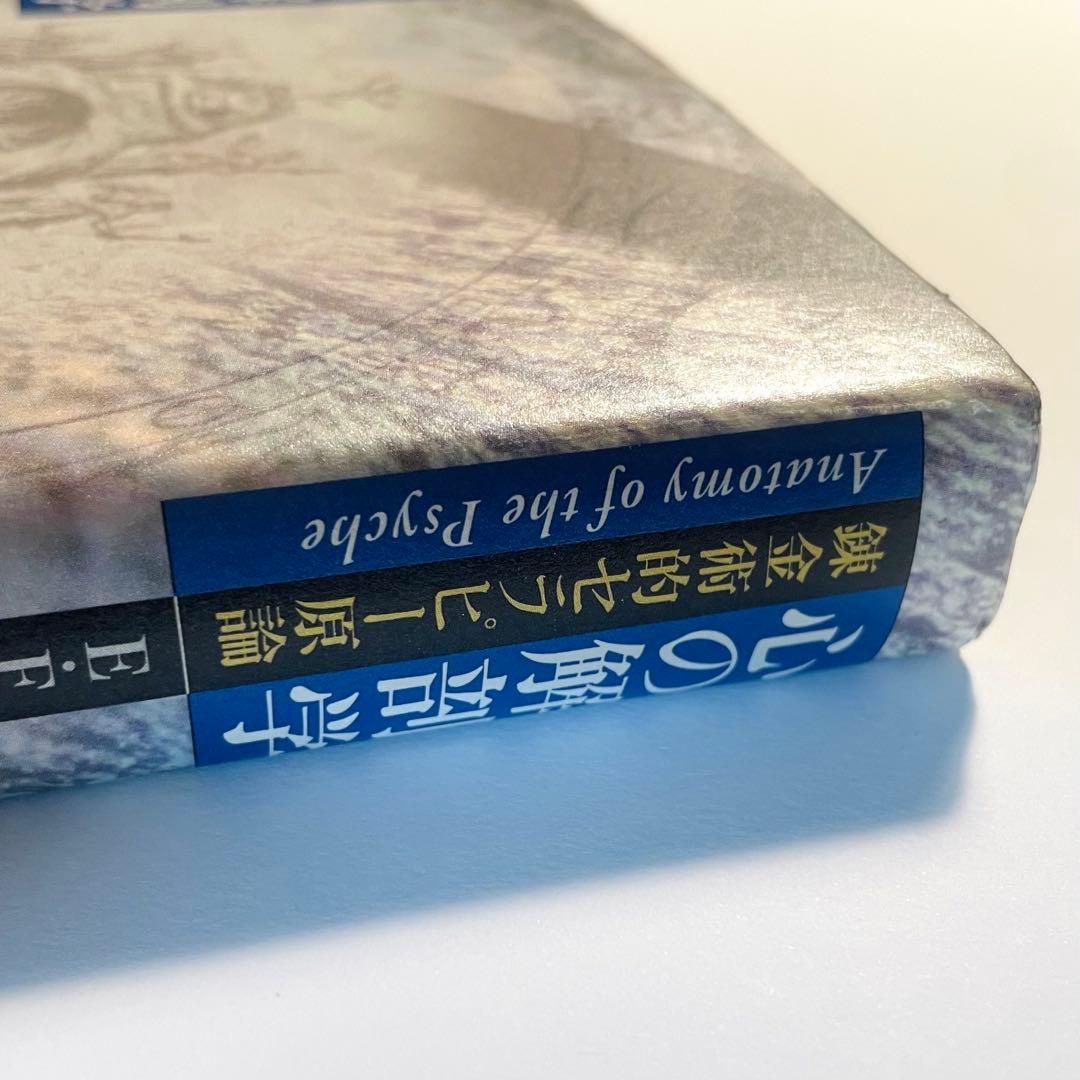 心の解剖学
錬金術的セラピー原論
Anatomy of the Psyche
E・F